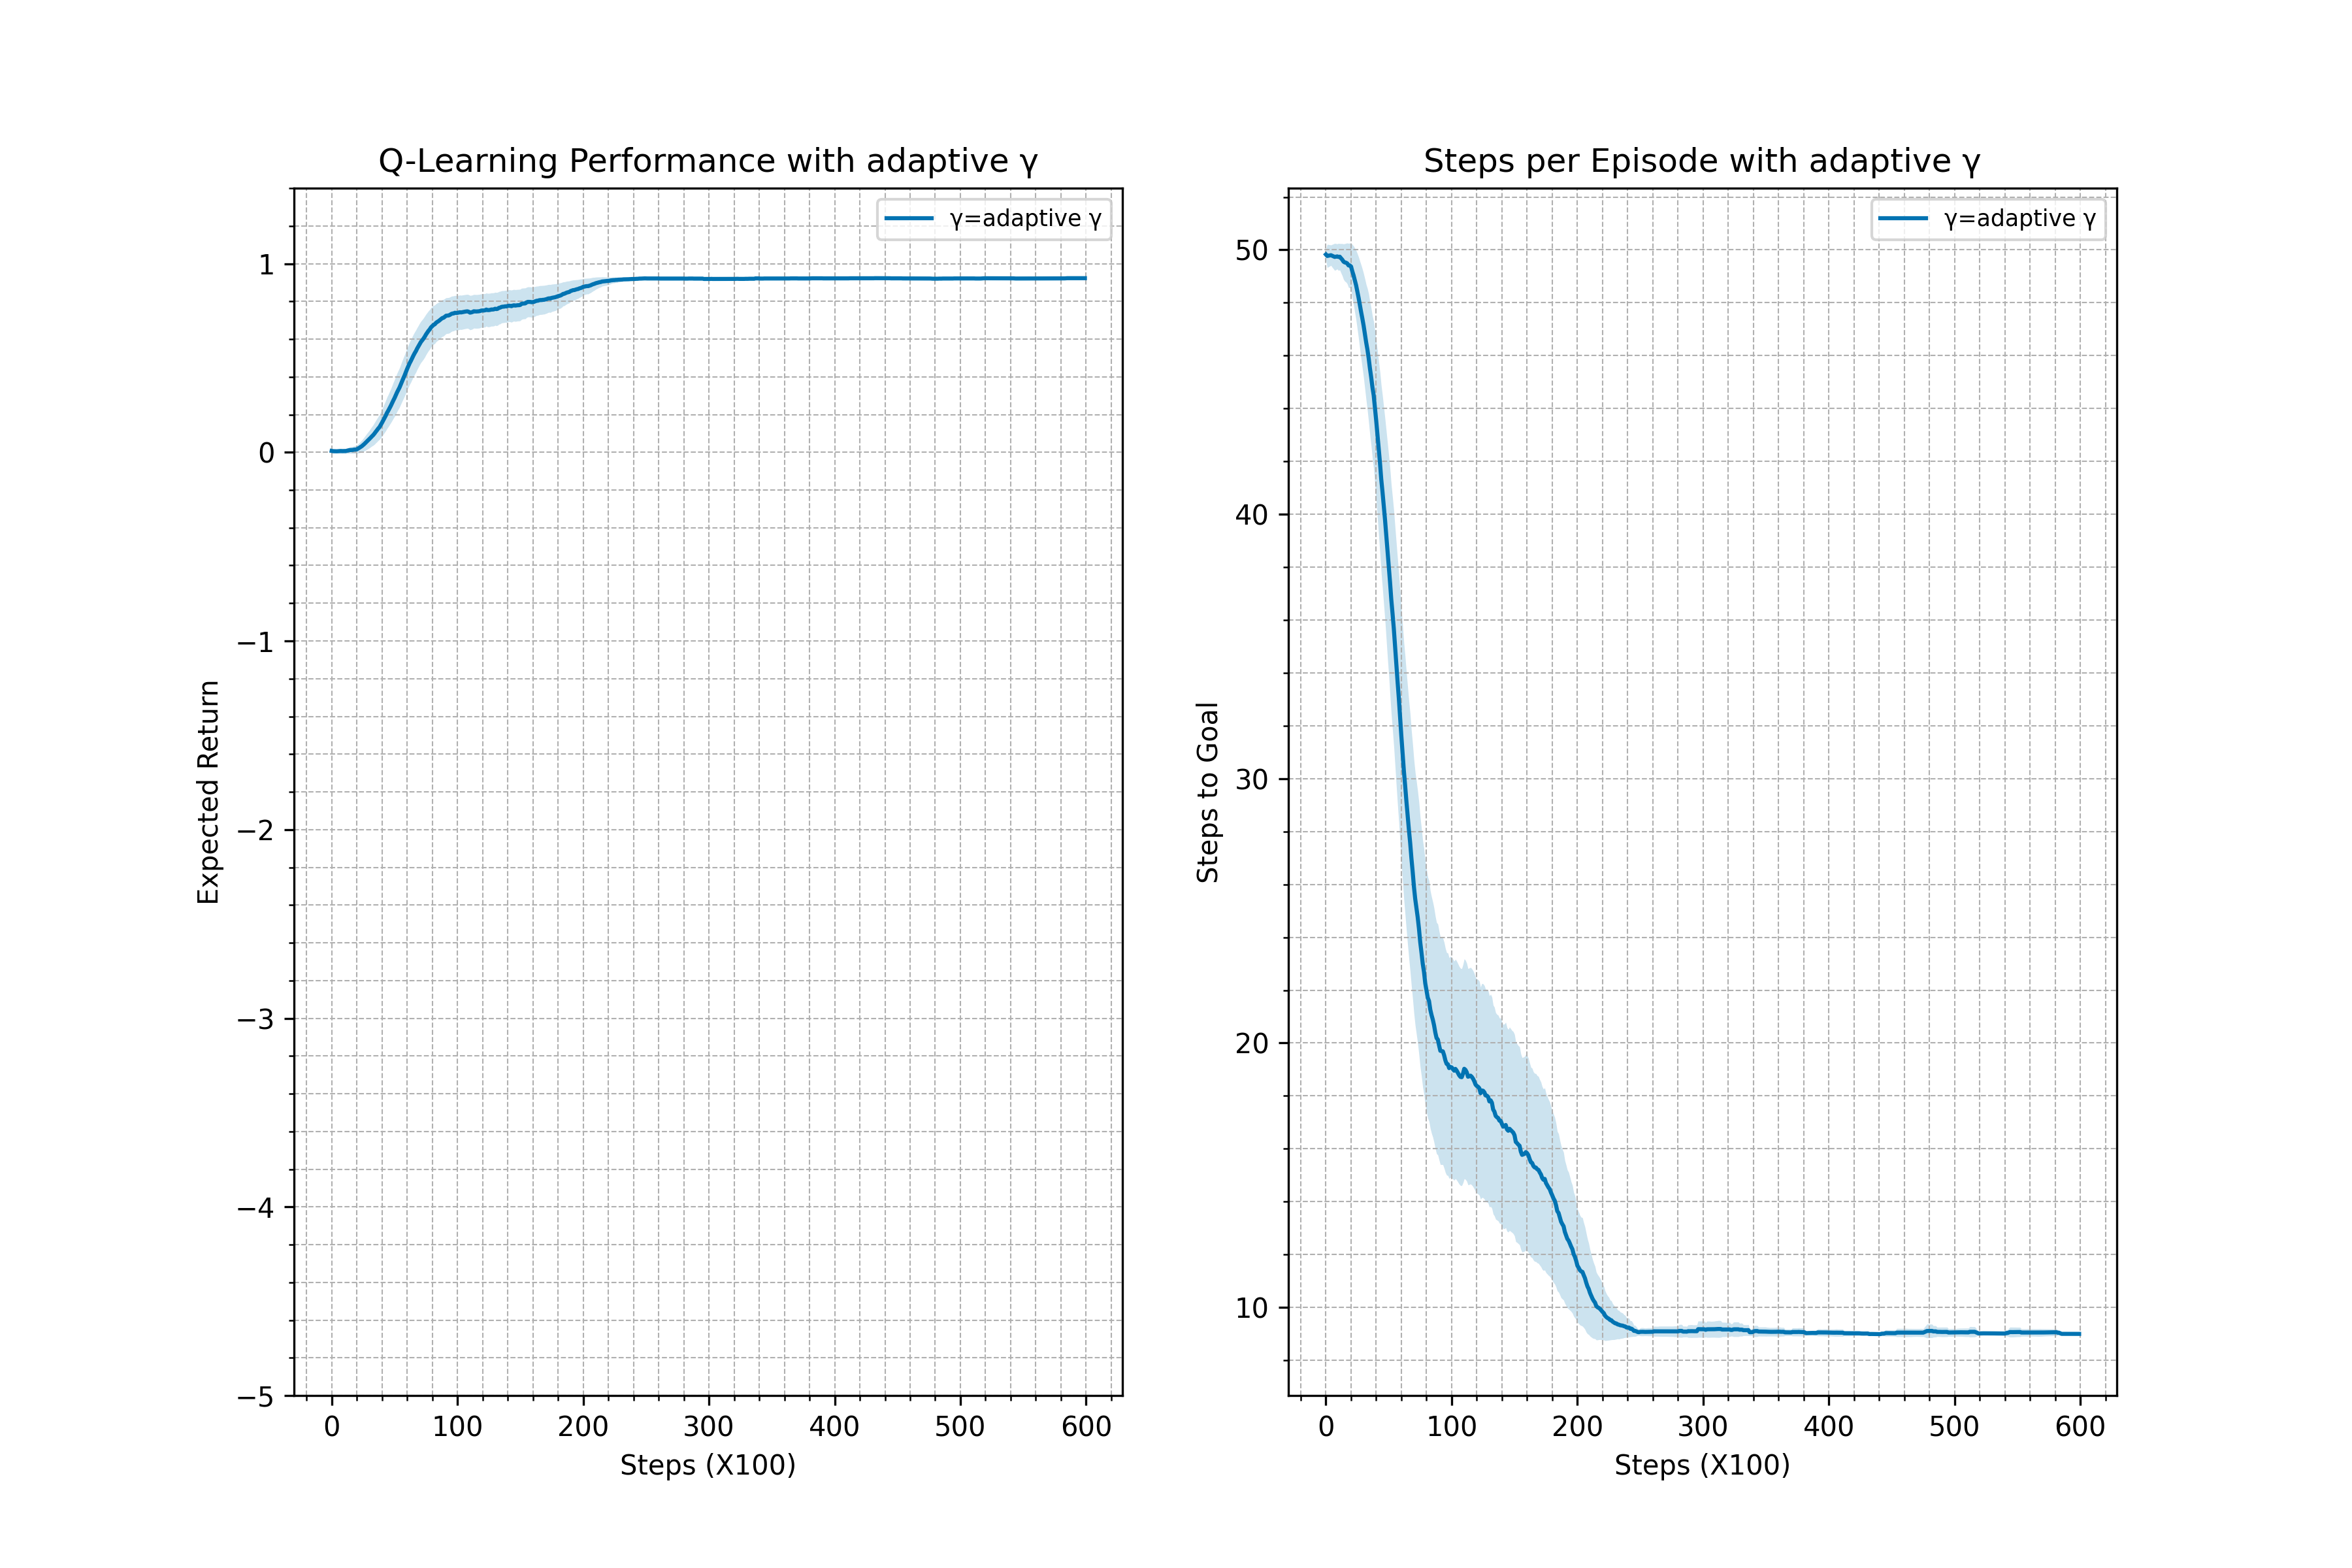 Q-Learning Performance with adaptive γ
γ=adaptive γ
1
0
−1
−2
−3
−4
−5
Expected Return
0 100 200 300 400 500 600
Steps (X100)
Steps per Episode with adaptive γ
γ=adaptive γ
50
40
30
20
10
Steps to Goal
0 100 200 300 400 500 600
Steps (X100)